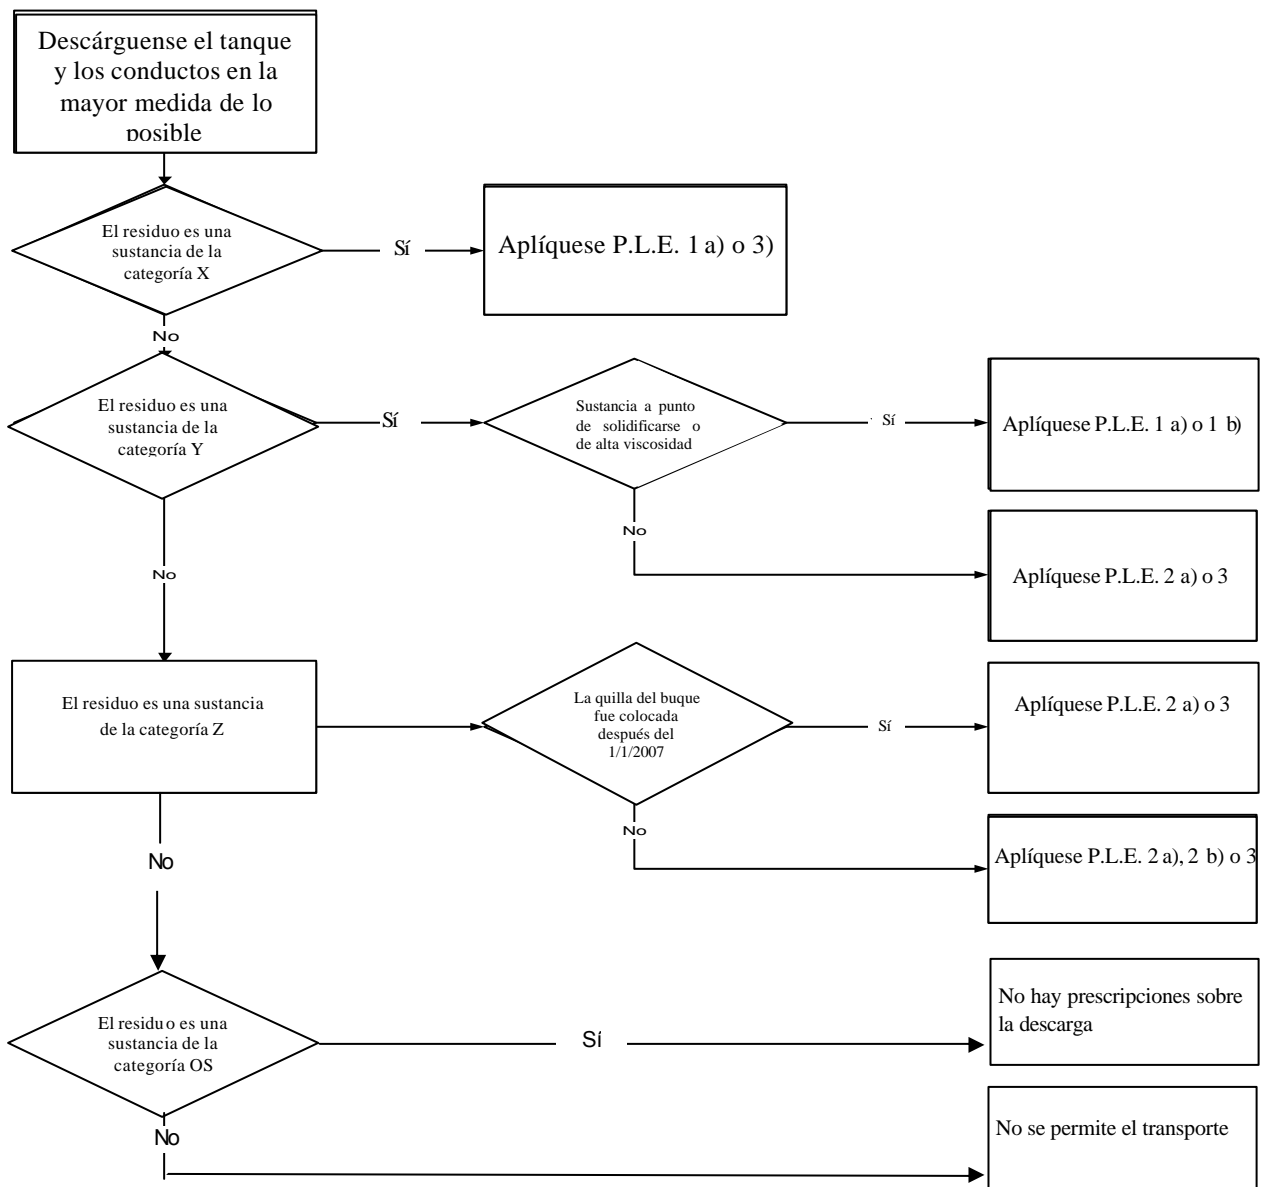 Descárguense el tanque
y los conductos en la
mayor medida de lo
posible
El residuo es una
sustancia de la
categoría X
Sí
Aplíquese P.L.E. 1 a) o 3)
No
El residuo es una
sustancia de la
categoría Y
Sí
Sustancia a punto
de solidificarse o
de alta viscosidad
Sí
Aplíquese P.L.E. 1 a) o 1 b)
No
Aplíquese P.L.E. 2 a) o 3
No
El residuo es una sustancia
de la categoría Z
La quilla del buque
fue colocada
después del
1/1/2007
Sí
Aplíquese P.L.E. 2 a) o 3
No
Aplíquese P.L.E. 2 a), 2 b) o 3
No
El residuo es una
sustancia de la
categoría OS
Sí
No hay prescripciones sobre
la descarga
No
No se permite el transporte